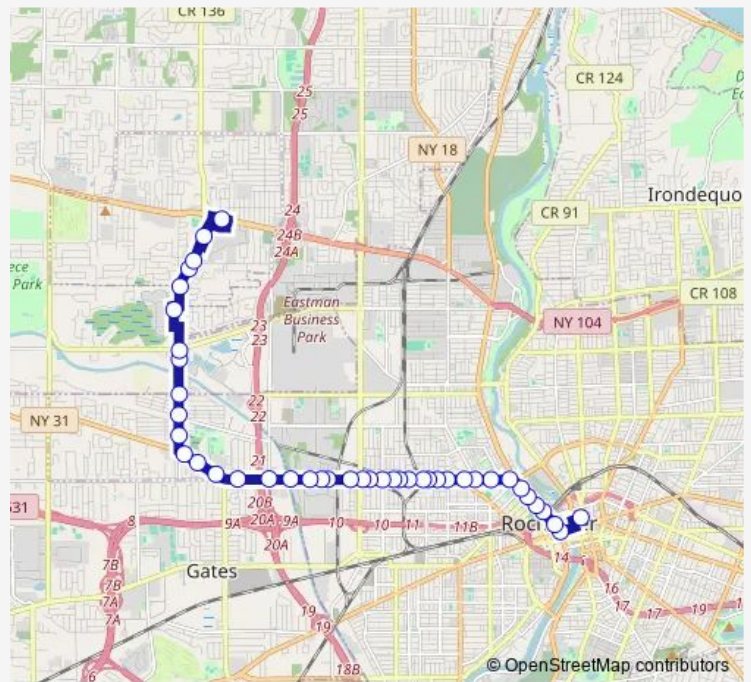 CR 136
CR 124
25
25
NY 18
Irondequo
CR 91
24
24B
24A
ece
Park
Eastman
Business
Park
CR 108
23
23
NY 104
22
22
NY 31
21
531
20B
8
9A
20A
9A
10
10
11
11B
Roc
er
7B
7B
7A
7A
20A
14
Gates
16
17
17
19
19
19
6
18B
© OpenStreetMap contributors